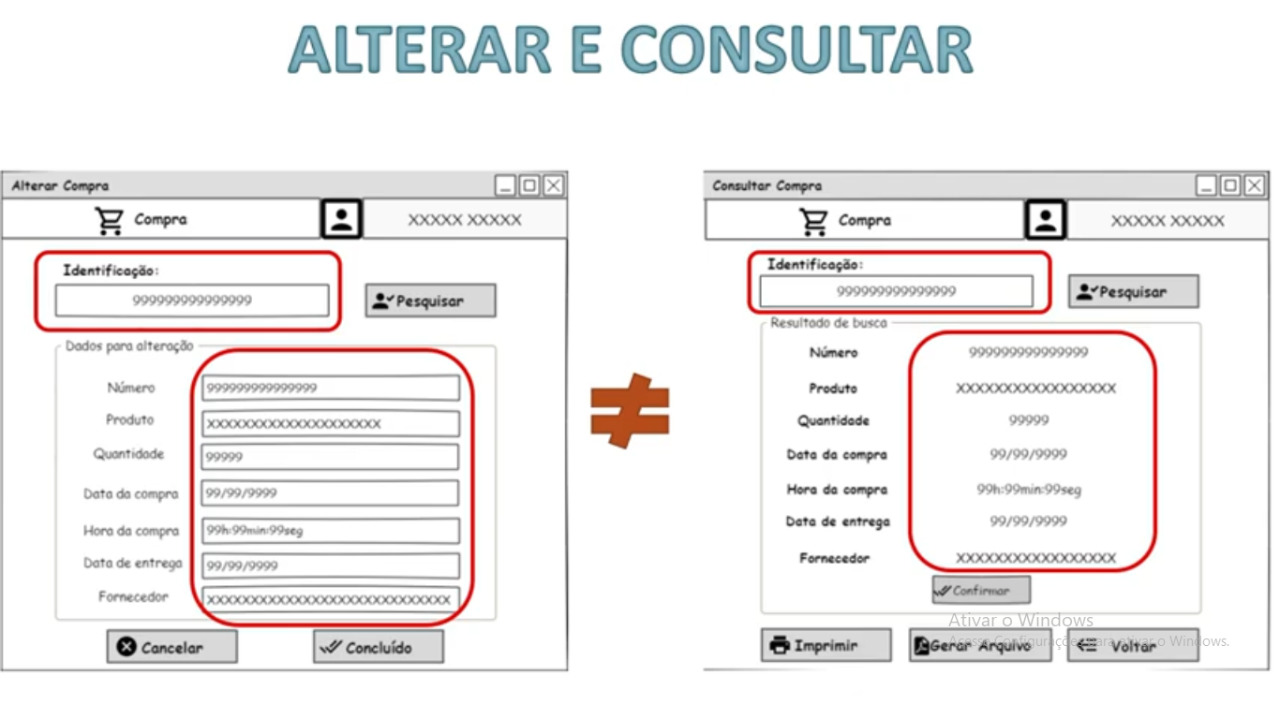 ALTERAR E CONSULTAR
Alterar Compra
Compra
XXXXX XXXXX
Identificação:
999999999999999
Pesquisar
Dados para alteração
Número 999999999999999
Produto XXXXXXXXXXXXXXXXXXXX
Quantidade 99999
Data da compra 99/99/9999
Hora da compra 99h:99min:99seg
Data de entrega 99/99/9999
Fornecedor XXXXXXXXXXXXXXXXXXXXXXXXXXXX
Cancelar
Concluído
≠
Consultar Compra
Compra
XXXXX XXXXX
Identificação:
999999999999999
Pesquisar
Resultado de busca
Número 999999999999999
Produto XXXXXXXXXXXXXXXXXX
Quantidade 99999
Data da compra 99/99/9999
Hora da compra 99h:99min:99seg
Data de entrega 99/99/9999
Fornecedor XXXXXXXXXXXXXXXXXX
Confirmar
Imprimir
Gerar Arquivo
Voltar
Ativar o Windows
Acesse Configurações para ativar o Windows.